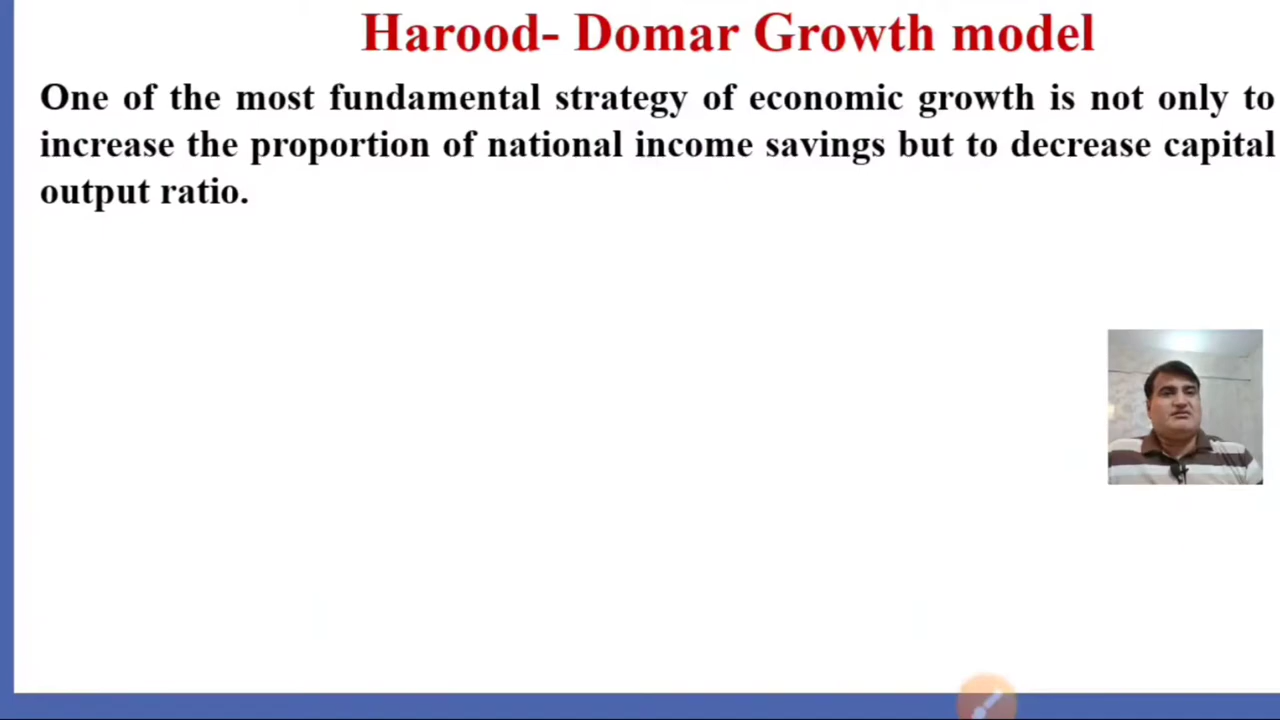 Harood- Domar Growth model
One of the most fundamental strategy of economic growth is not only to
increase the proportion of national income savings but to decrease capital
output ratio.